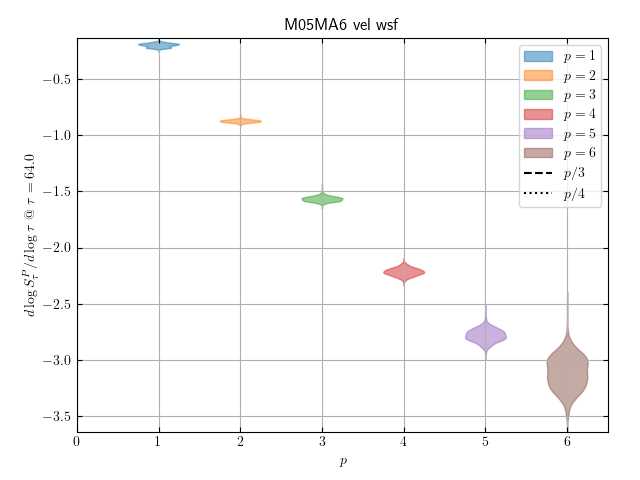 M05MA6 vel wsf
d log S_τ^P / d log τ @ τ = 64.0
−0.5
−1.0
−1.5
−2.0
−2.5
−3.0
−3.5
0 1 2 3 4 5 6
p
p = 1
p = 2
p = 3
p = 4
p = 5
p = 6
p/3
p/4